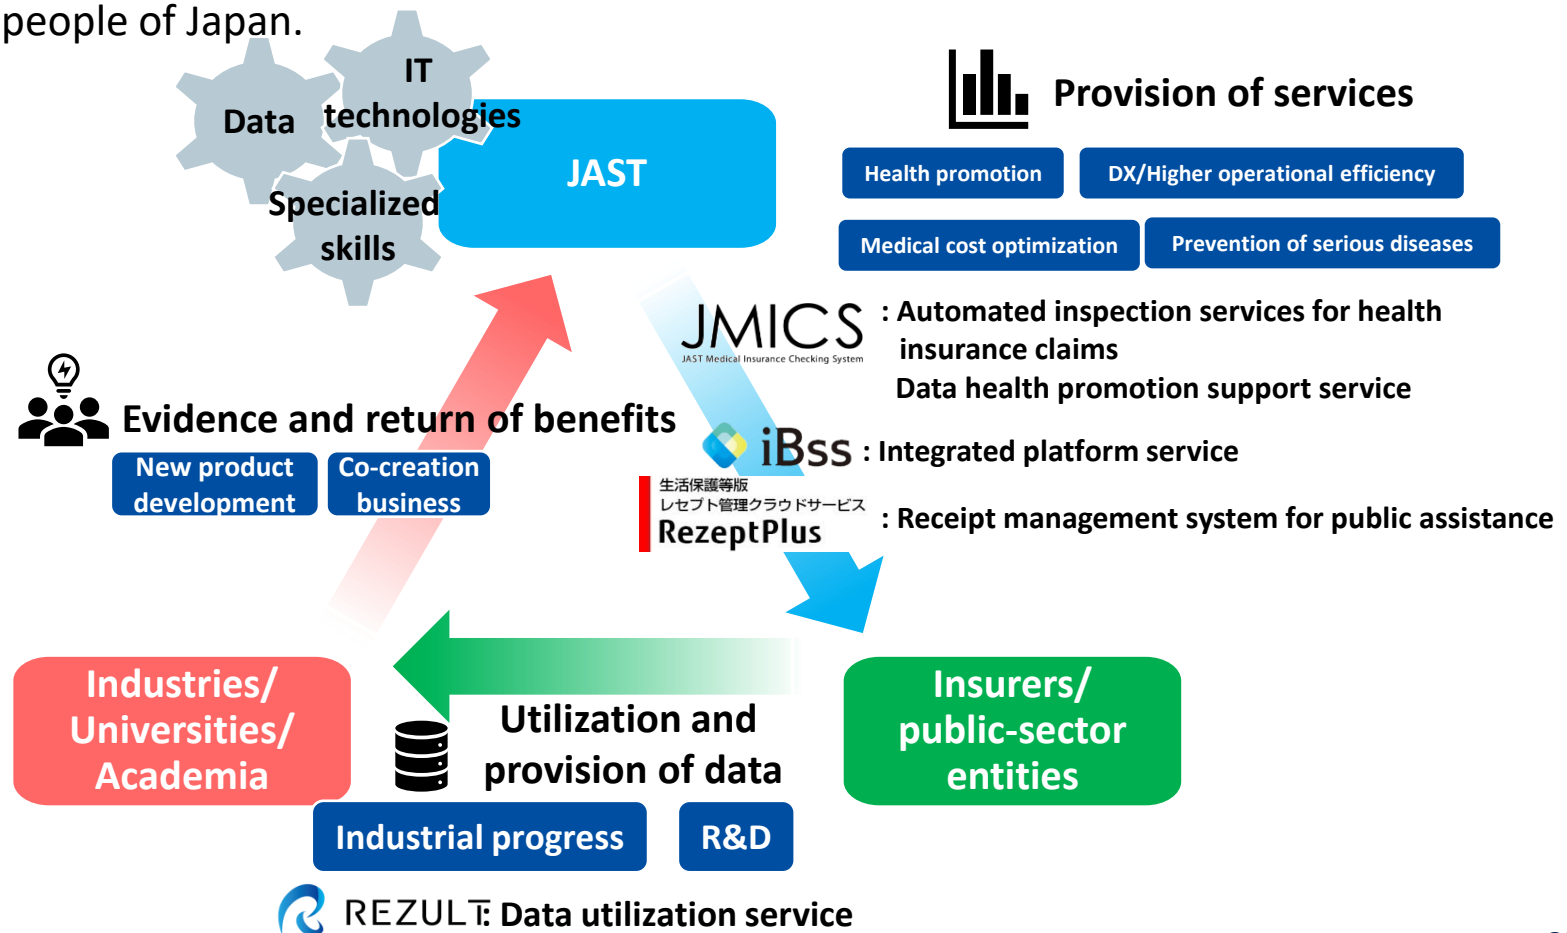 people of Japan.
IT
technologies
Data
Specialized
skills
JAST
Provision of services
Health promotion
DX/Higher operational efficiency
Medical cost optimization
Prevention of serious diseases
JMICS
JAST Medical Insurance Checking System
: Automated inspection services for health
insurance claims
Data health promotion support service
Evidence and return of benefits
New product
development
Co-creation
business
iBss
: Integrated platform service
生活保護等版
レセプト管理クラウドサービス
RezeptPlus
: Receipt management system for public assistance
Industries/
Universities/
Academia
Utilization and
provision of data
Insurers/
public-sector
entities
Industrial progress
R&D
REZULT
: Data utilization service